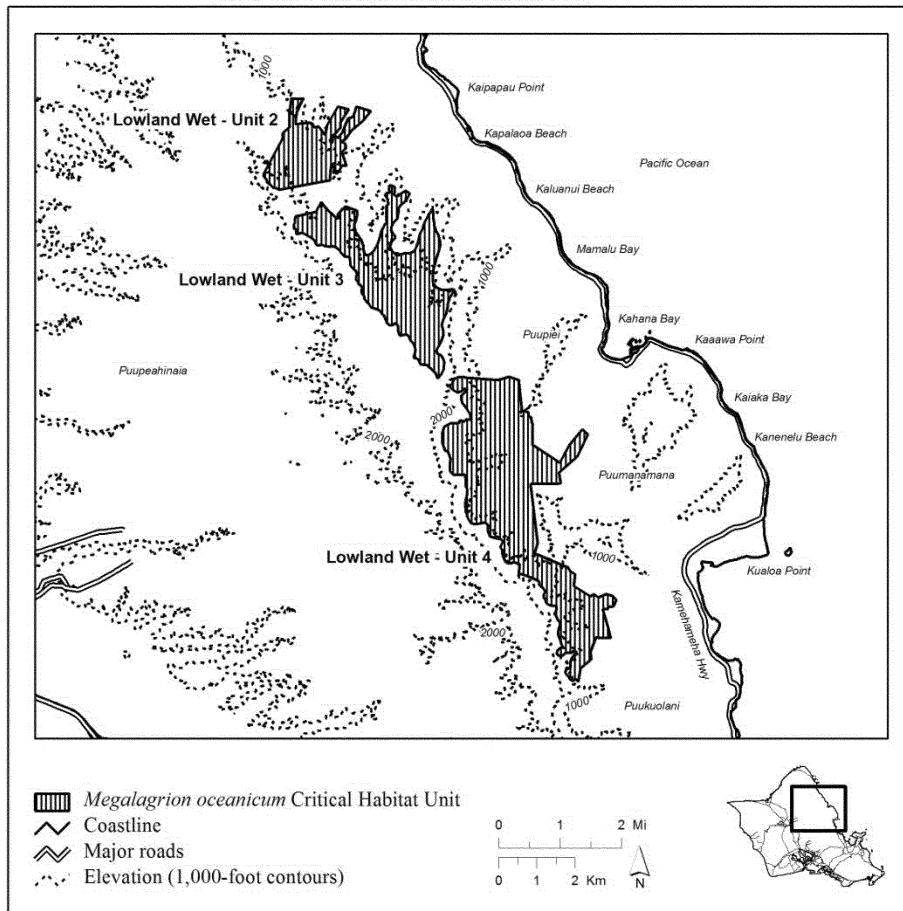 1000
Kaipapau Point
Lowland Wet - Unit 2
Kapalaoa Beach
Pacific Ocean
Kaluanui Beach
Mamalu Bay
Lowland Wet - Unit 3
1000
Kahana Bay
Puupiei
Kaaawa Point
Puupeahinaia
Kaiaka Bay
2000
2000
Kanenelu Beach
Puumanamana
Lowland Wet - Unit 4
1000
Kualoa Point
Kamehameha Hwy
2000
1000
Puukuolani
Megalagrion oceanicum Critical Habitat Unit
Coastline
Major roads
Elevation (1,000-foot contours)
0 1 2 Mi
0 1 2 Km
N